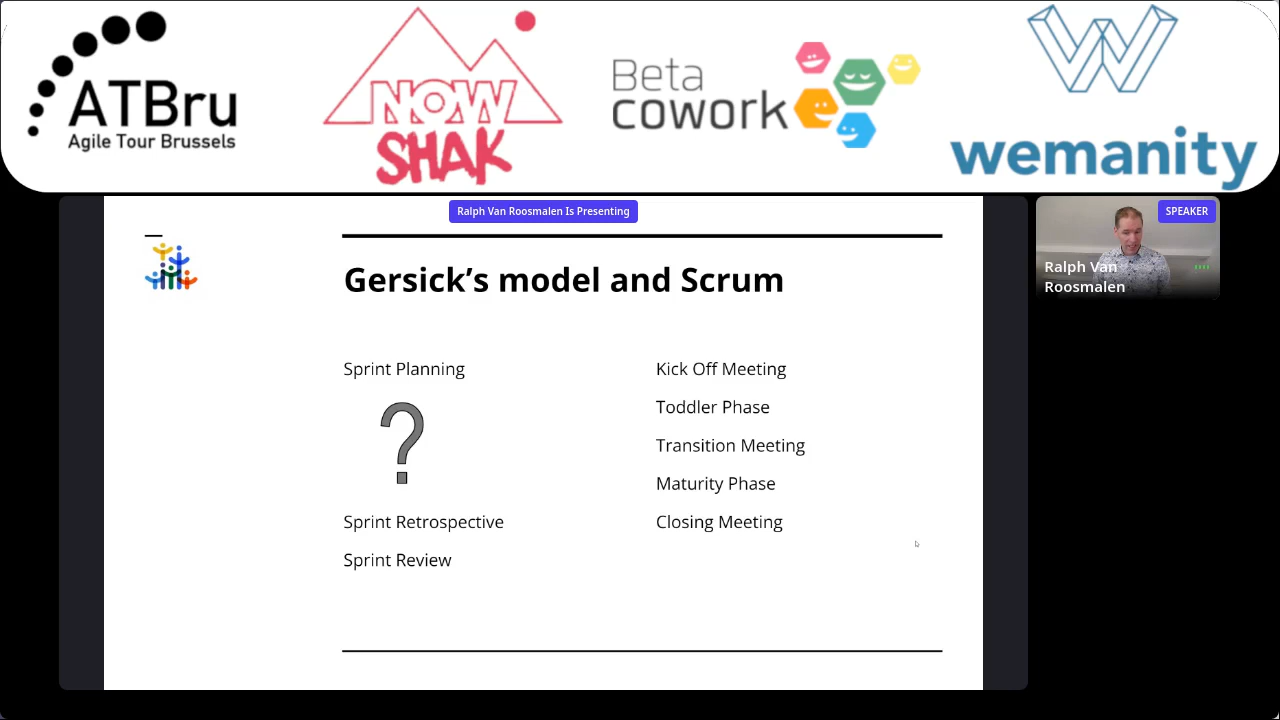 ATBru
Agile Tour Brussels
NOW
SHAK
Beta
cowork
W
wemanity
Ralph Van Roosmalen Is Presenting
SPEAKER
Ralph Van
Roosmalen
Gersick’s model and Scrum
Sprint Planning
?
Sprint Retrospective
Sprint Review
Kick Off Meeting
Toddler Phase
Transition Meeting
Maturity Phase
Closing Meeting